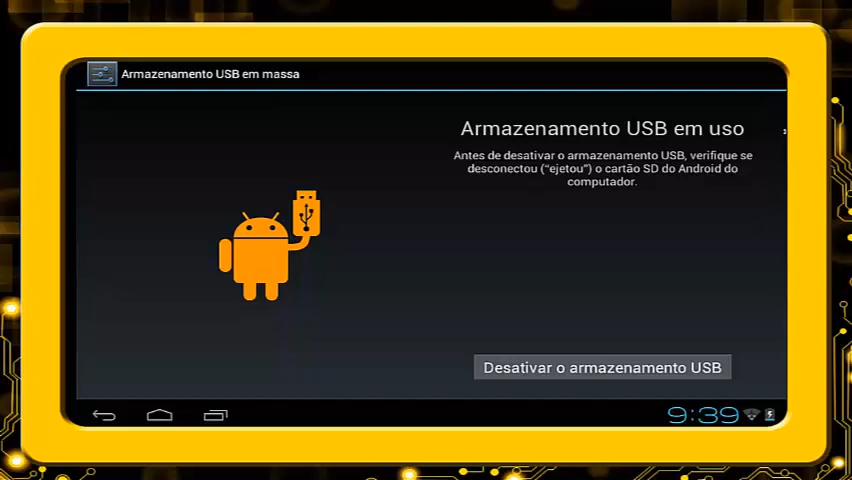 Armazenamento USB em massa
Armazenamento USB em uso
Antes de desativar o armazenamento USB, verifique se
desconectou (“ejetou”) o cartão SD do Android do
computador.
Desativar o armazenamento USB
9:39